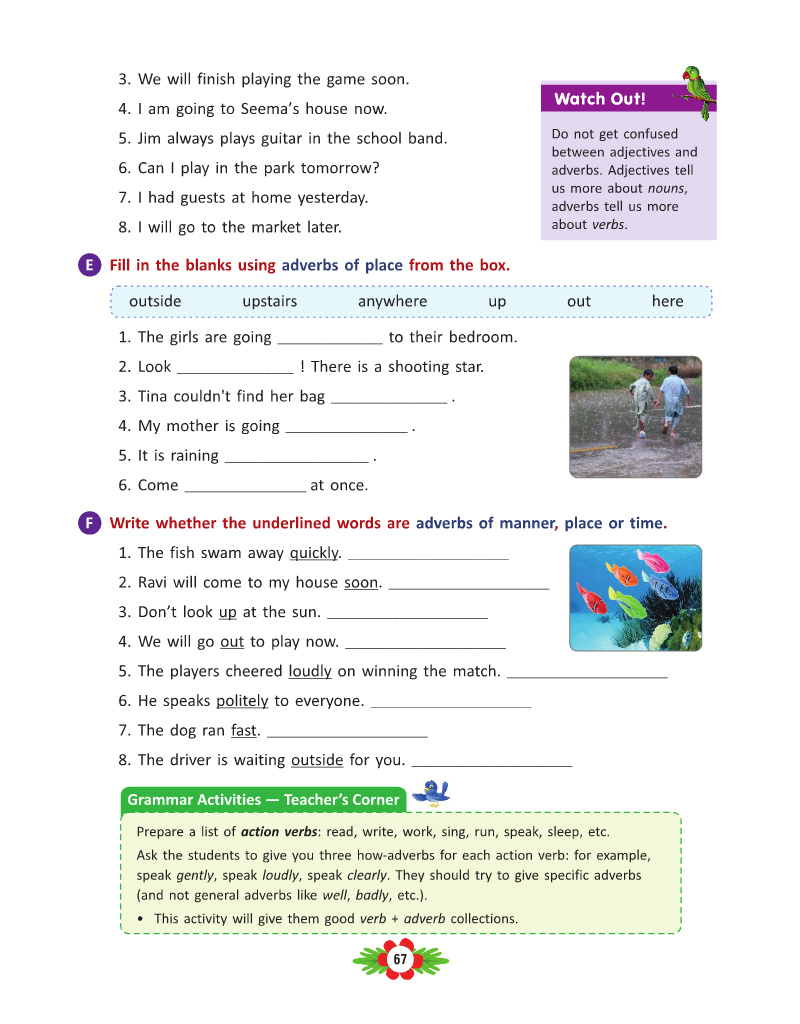 3. We will finish playing the game soon.
4. I am going to Seema's house now.
5. Jim always plays guitar in the school band.
6. Can I play in the park tomorrow?
7. I had guests at home yesterday.
8. I will go to the market later.
Watch Out!
Do not get confused
between adjectives and
adverbs. Adjectives tell
us more about nouns,
adverbs tell us more
about verbs.
E Fill in the blanks using adverbs of place from the box.
outside upstairs anywhere up out here
1. The girls are going ____________ to their bedroom.
2. Look ____________ ! There is a shooting star.
3. Tina couldn't find her bag ____________ .
4. My mother is going ____________ .
5. It is raining ____________ .
6. Come ____________ at once.
F Write whether the underlined words are adverbs of manner, place or time.
1. The fish swam away quickly. ____________
2. Ravi will come to my house soon. ____________
3. Don't look up at the sun. ____________
4. We will go out to play now. ____________
5. The players cheered loudly on winning the match. ____________
6. He speaks politely to everyone. ____________
7. The dog ran fast. ____________
8. The driver is waiting outside for you. ____________
Grammar Activities — Teacher's Corner
Prepare a list of action verbs: read, write, work, sing, run, speak, sleep, etc.
Ask the students to give you three how-adverbs for each action verb: for example,
speak gently, speak loudly, speak clearly. They should try to give specific adverbs
(and not general adverbs like well, badly, etc.).
• This activity will give them good verb + adverb collections.
67